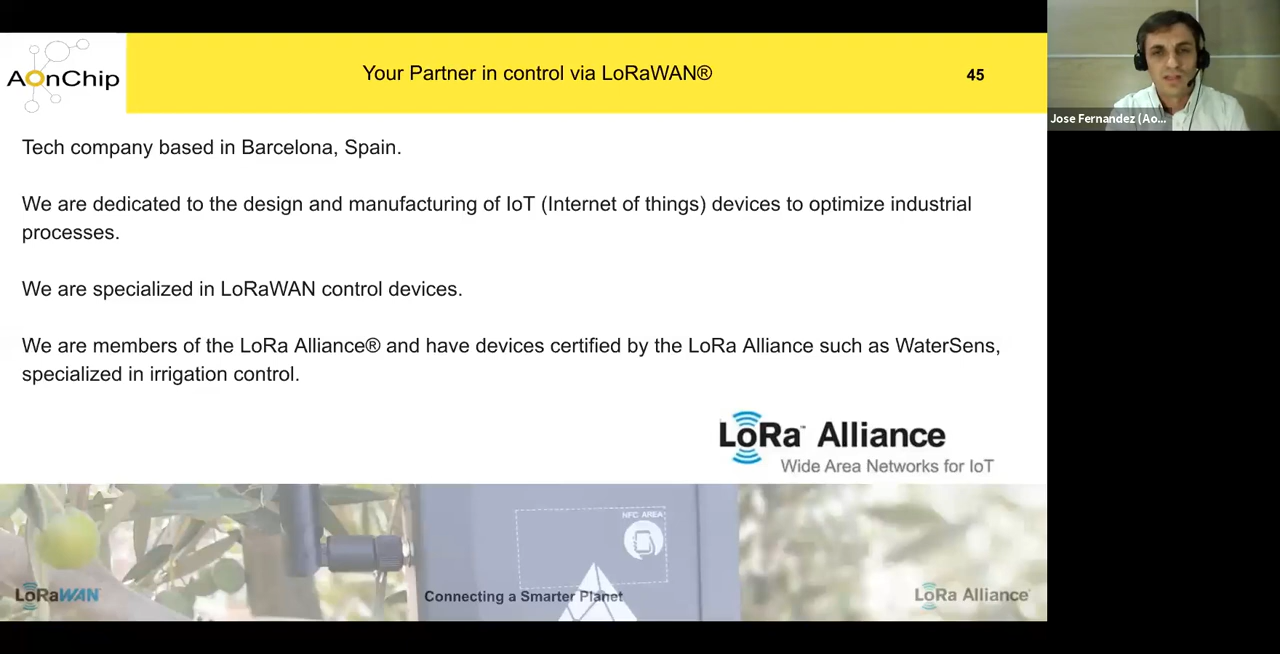 AonChip
Your Partner in control via LoRaWAN®
45
Jose Fernandez (Ao...
Tech company based in Barcelona, Spain.
We are dedicated to the design and manufacturing of IoT (Internet of things) devices to optimize industrial
processes.
We are specialized in LoRaWAN control devices.
We are members of the LoRa Alliance® and have devices certified by the LoRa Alliance such as WaterSens,
specialized in irrigation control.
LoRa™ Alliance
Wide Area Networks for IoT
NFC AREA
LoRaWAN
Connecting a Smarter Planet
LoRa Alliance